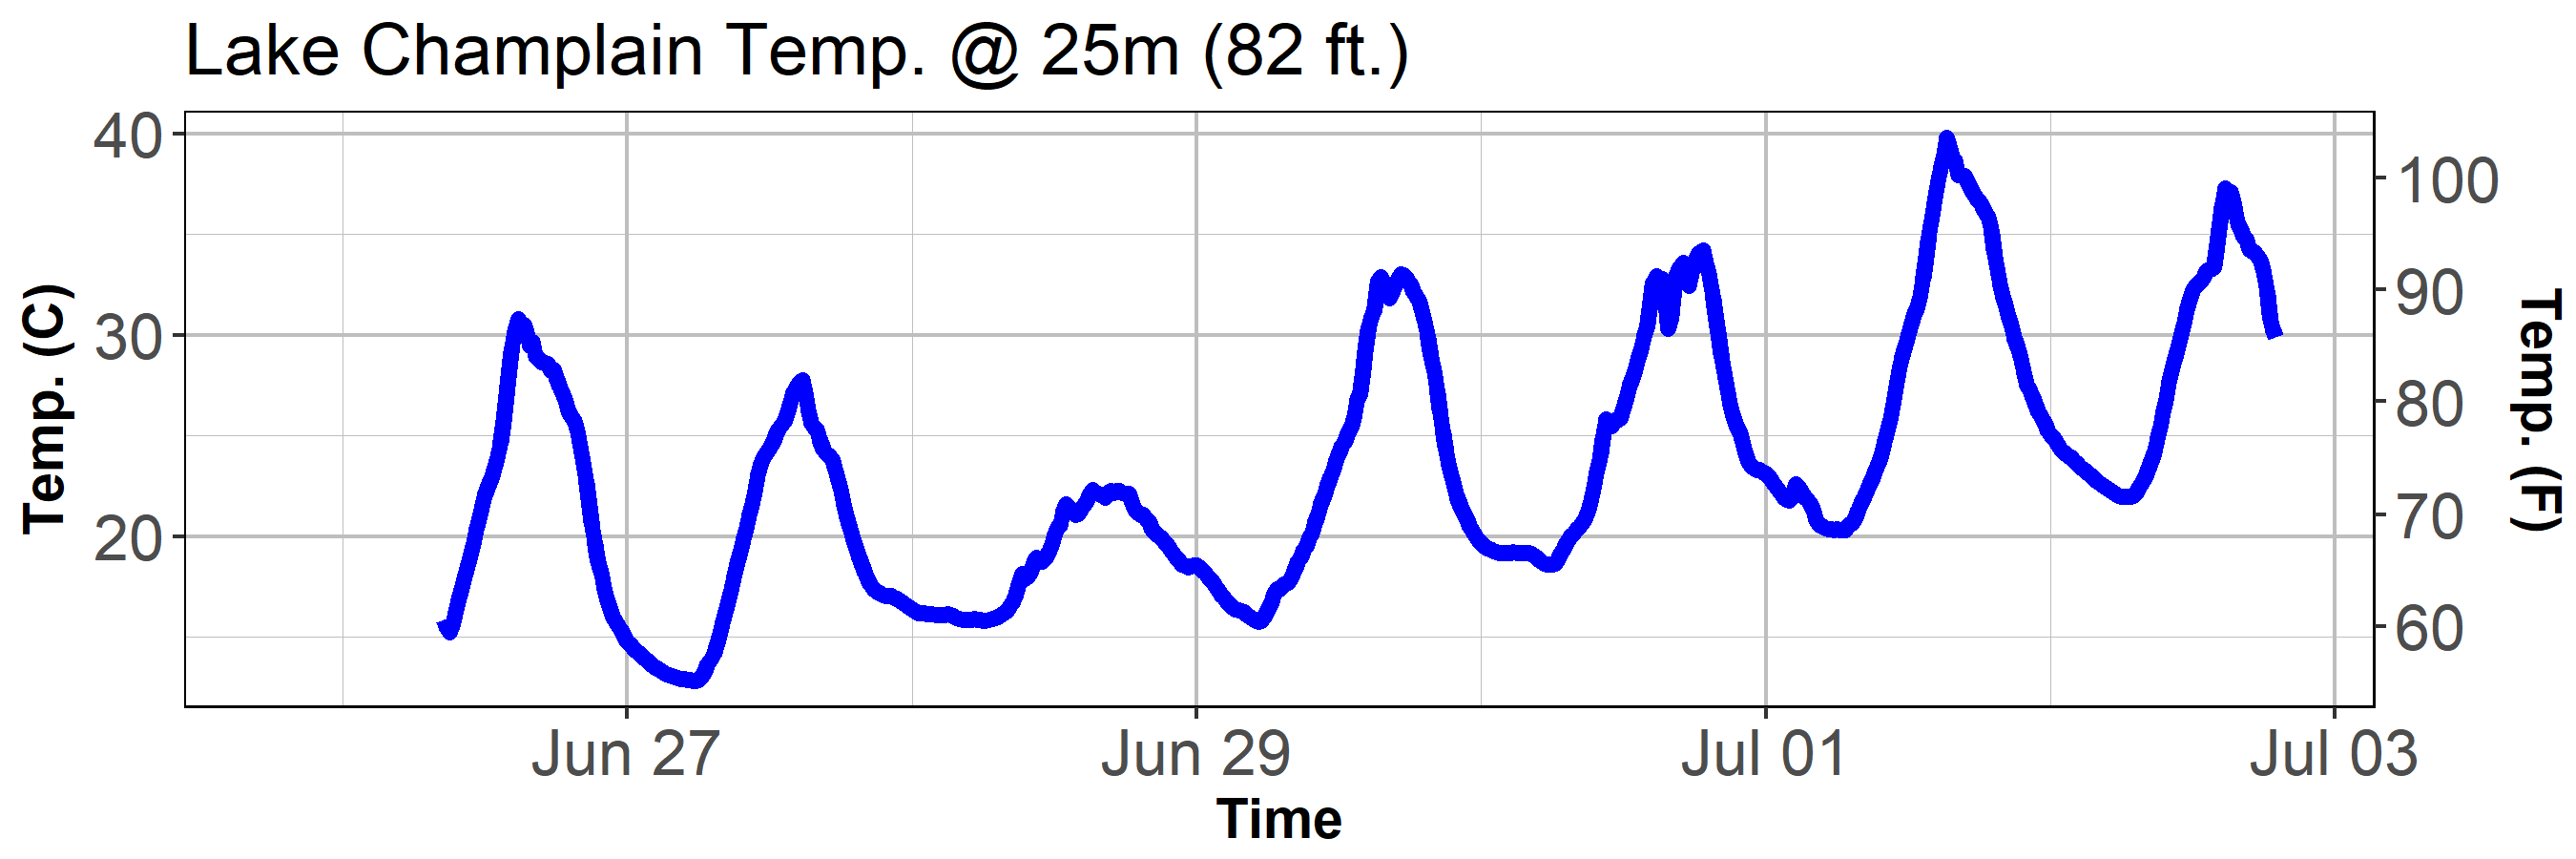 Lake Champlain Temp. @ 25m (82 ft.)
Temp. (C)
40
30
20
100
90
80
70
60
Temp. (F)
Jun 27
Jun 29
Jul 01
Jul 03
Time